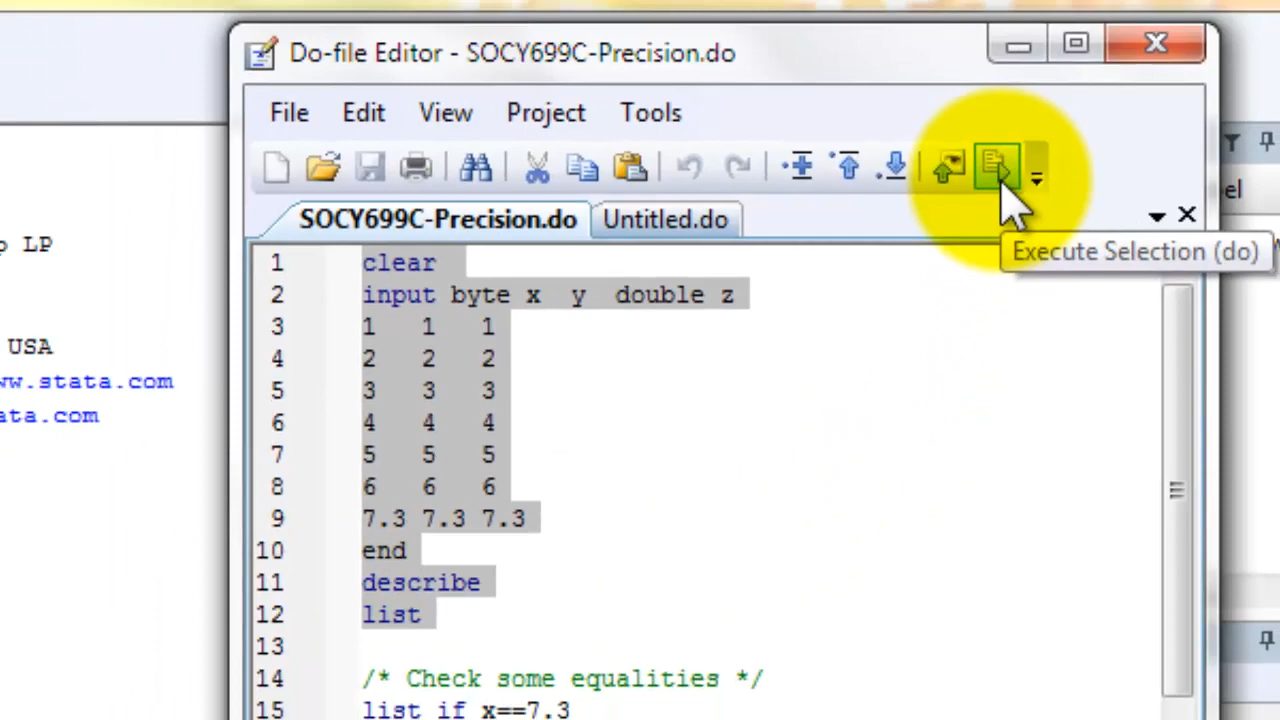 Do-file Editor - SOCY699C-Precision.do
File Edit View Project Tools
SOCY699C-Precision.do Untitled.do
Execute Selection (do)
el
p LP
USA
ww.stata.com
ata.com
1 clear
2 input byte x y double z
3 1 1 1
4 2 2 2
5 3 3 3
6 4 4 4
7 5 5 5
8 6 6 6
9 7.3 7.3 7.3
10 end
11 describe
12 list
13
14 /* Check some equalities */
15 list if x==7.3